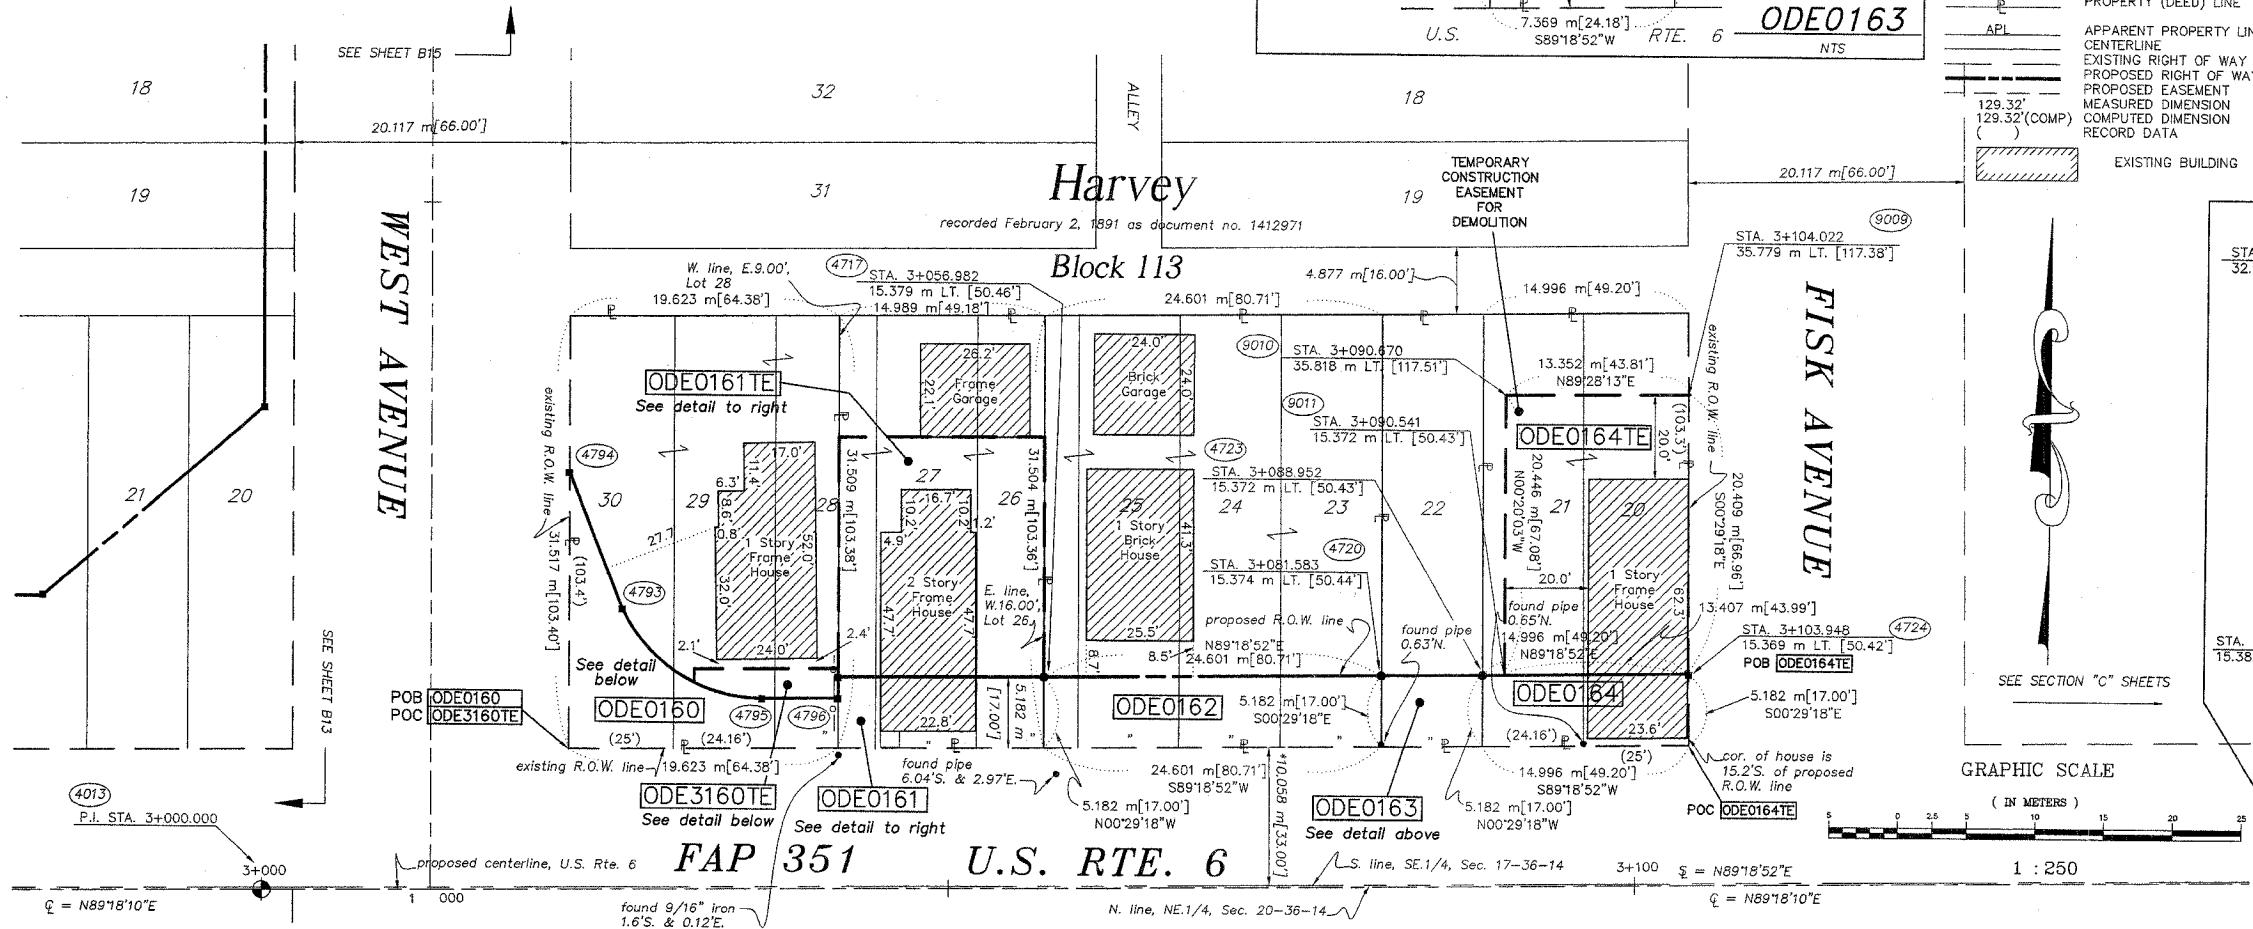 SEE SHEET B15
18
19
21
20
20.117 m[66.00']
WEST AVENUE
SEE SHEET B13
32
31
ALLEY
18
19
Harvey
recorded February 2, 1891 as document no. 1412971
Block 113
U.S.
7.369 m[24.18']
S89°18'52"W
RTE. 6
ODE0163
NTS
PROPERTY (DEED) LINE
APL
APPARENT PROPERTY LIN
CENTERLINE
EXISTING RIGHT OF WAY
PROPOSED RIGHT OF WAY
PROPOSED EASEMENT
129.32'
MEASURED DIMENSION
129.32'(COMP)
COMPUTED DIMENSION
( )
RECORD DATA
EXISTING BUILDING
TEMPORARY
CONSTRUCTION
EASEMENT
FOR
DEMOLITION
20.117 m[66.00']
9009
STA. 3+104.022
35.779 m LT. [117.38']
4.877 m[16.00']
W. line, E.9.00',
Lot 28
19.623 m[64.38']
4717
STA. 3+056.982
15.379 m LT. [50.46']
14.989 m[49.18']
24.601 m[80.71']
14.996 m[49.20']
9010
STA. 3+090.670
35.818 m LT. [117.51']
13.352 m[43.81']
N89°28'13"E
9011
STA. 3+090.541
15.372 m LT. [50.43']
4723
STA. 3+088.952
15.372 m LT. [50.43']
4720
STA. 3+081.583
15.374 m LT. [50.44']
existing R.O.W. line
(103.3')
20.0'
20.409 m[66.96']
S00°29'18"E
FISK AVENUE
ODE0161TE
See detail to right
26.2'
22.1'
Frame
Garage
24.0'
24.0'
Brick
Garage
ODE0164TE
20.446 m[67.08']
N00°20'03"W
existing R.O.W. line
31.517 m[103.40']
(103.4')
4794
4793
30
29
28
27
26
25
24
23
22
21
20
27.7'
17.0'
11.4'
6.3'
8.6'
0.8'
32.0'
52.0'
24.0'
1 Story
Frame
House
31.509 m[103.38']
16.7'
10.2'
10.2'
1.2'
4.9'
47.7'
47.7'
22.8'
2 Story
Frame
House
31.504 m[103.36']
E. line,
W.16.00',
Lot 26
1 Story
Brick
House
41.3'
25.5'
8.7'
8.5'
proposed R.O.W. line
N89°18'52"E
24.601 m[80.71']
found pipe
0.63'N.
20.0'
found pipe
0.65'N.
14.996 m[49.20']
N89°18'52"E
1 Story
Frame
House
62.3'
23.6'
13.407 m[43.99']
STA. 3+103.948
15.369 m LT. [50.42']
4724
POB ODE0164TE
2.1'
2.4'
See detail
below
POB ODE0160
POC ODE3160TE
ODE0160
4795
4796
(25')
(24.16')
existing R.O.W. line
19.623 m[64.38']
ODE3160TE
See detail below
ODE0161
See detail to right
found pipe
6.04'S. & 2.97'E.
5.182 m
[17.00']
ODE0162
5.182 m[17.00']
S00°29'18"E
24.601 m[80.71']
S89°18'52"W
5.182 m[17.00']
N00°29'18"W
10.058 m[33.00']
ODE0163
See detail above
5.182 m[17.00']
N00°29'18"W
ODE0164
(24.16')
(25')
14.996 m[49.20']
S89°18'52"W
5.182 m[17.00']
S00°29'18"E
cor. of house is
15.2'S. of proposed
R.O.W. line
POC ODE0164TE
SEE SECTION "C" SHEETS
GRAPHIC SCALE
( IN METERS )
5 0 2.5 5 10 15 20 25
1 : 250
STA.
32.
STA.
15.38
4013
P.I. STA. 3+000.000
3+000
℄ = N89°18'10"E
proposed centerline, U.S. Rte. 6
FAP 351 U.S. RTE. 6
1 000
found 9/16" iron
1.6'S. & 0.12'E.
S. line, SE.1/4, Sec. 17-36-14
N. line, NE.1/4, Sec. 20-36-14
3+100
℄ = N89°18'52"E
℄ = N89°18'10"E